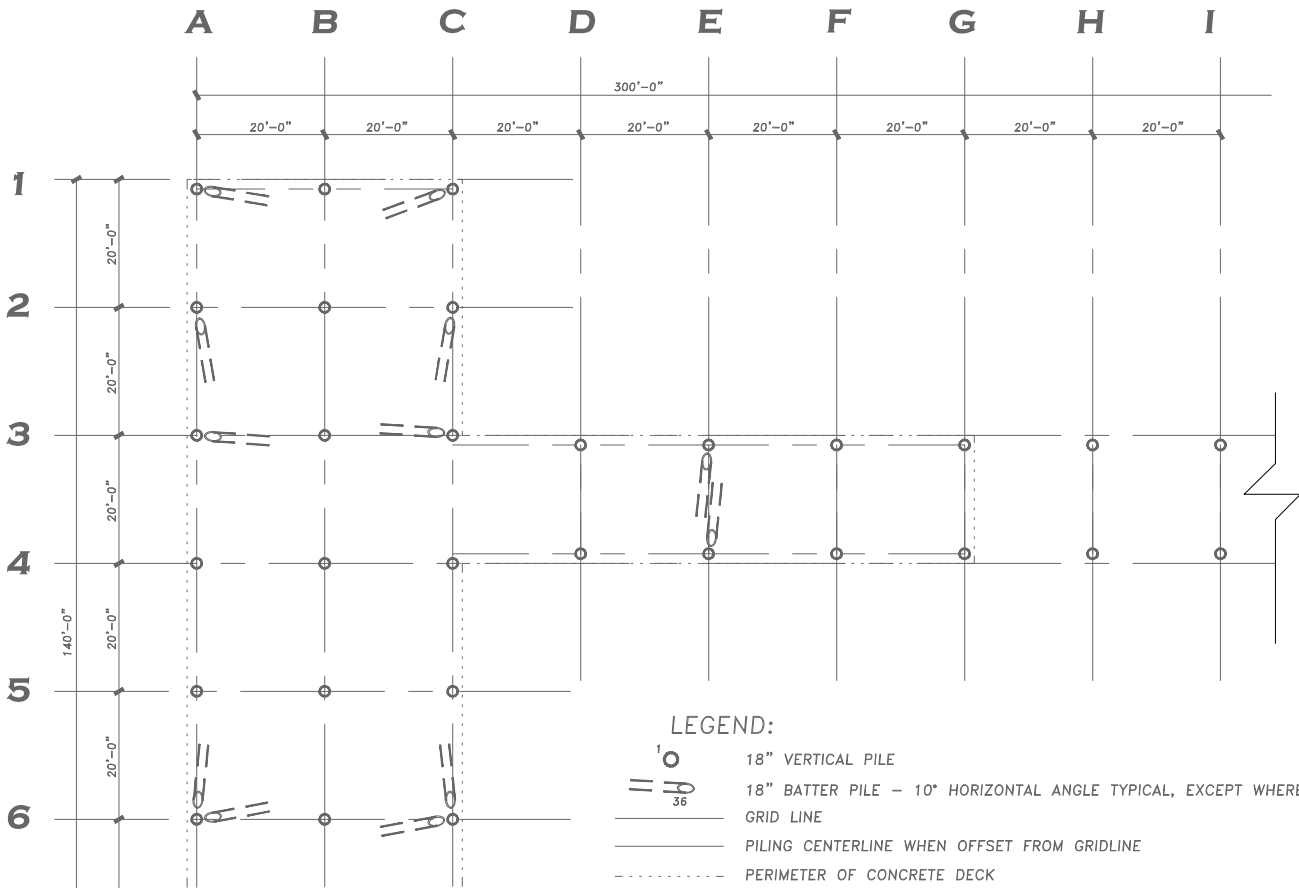 A B C D E F G H I
300'-0"
20'-0" 20'-0" 20'-0" 20'-0" 20'-0" 20'-0" 20'-0" 20'-0"
1
20'-0"
2
20'-0"
3
20'-0"
4
140'-0"
20'-0"
5
20'-0"
6
LEGEND:
1 18" VERTICAL PILE
36 18" BATTER PILE – 10° HORIZONTAL ANGLE TYPICAL, EXCEPT WHERE
GRID LINE
PILING CENTERLINE WHEN OFFSET FROM GRIDLINE
PERIMETER OF CONCRETE DECK